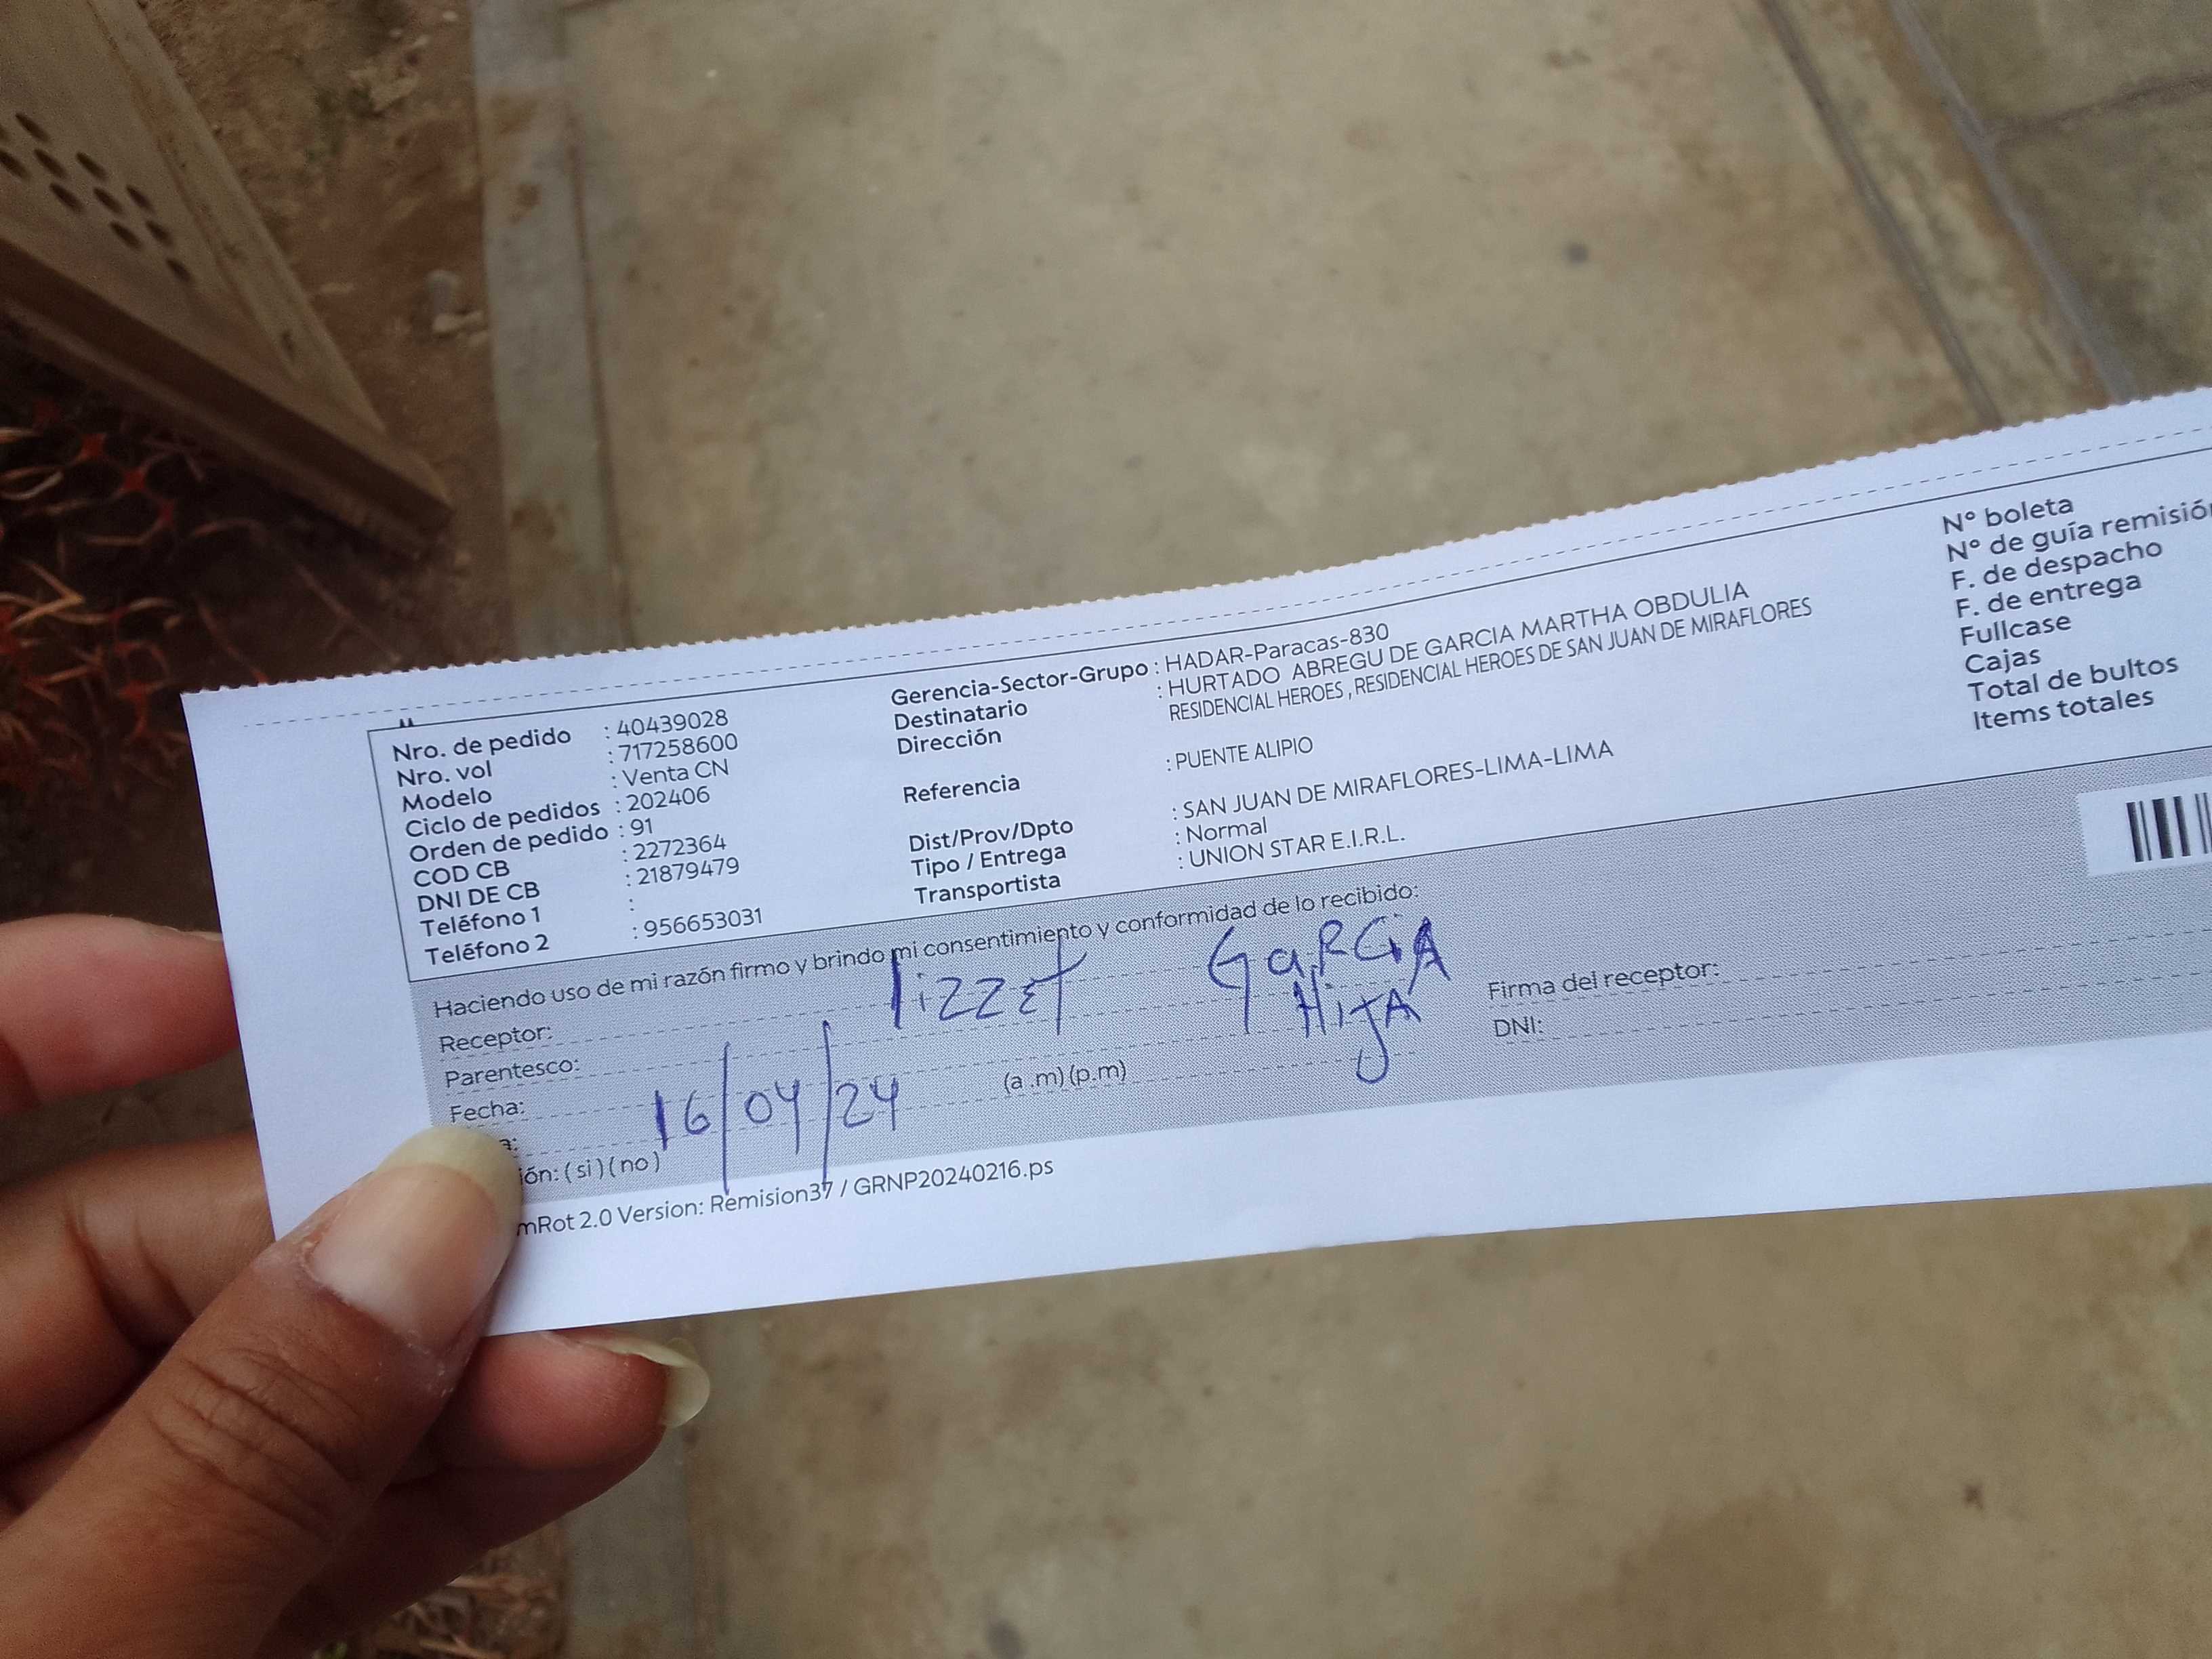 Nro. de pedido : 40439028
Nro. vol : 717258600
Modelo : Venta CN
Ciclo de pedidos : 202406
Orden de pedido : 91
COD CB : 2272364
DNI DE CB : 21879479
Teléfono 1 :
Teléfono 2 : 956653031
Gerencia-Sector-Grupo : HADAR-Paracas-830
Destinatario : HURTADO ABREGU DE GARCIA MARTHA OBDULIA
Dirección RESIDENCIAL HEROES , RESIDENCIAL HEROES DE SAN JUAN DE MIRAFLORES
Referencia : PUENTE ALIPIO
Dist/Prov/Dpto : SAN JUAN DE MIRAFLORES-LIMA-LIMA
Tipo / Entrega : Normal
Transportista : UNION STAR E.I.R.L.
N° boleta
N° de guía remisión
F. de despacho
F. de entrega
Fullcase
Cajas
Total de bultos
Items totales
Haciendo uso de mi razón firmo y brindo mi consentimiento y conformidad de lo recibido:
Receptor: lizzet GaRCiA
Parentesco: HijA
Fecha: 16/04/24
a: (a .m) (p.m)
ión: ( si ) ( no )
Firma del receptor:
DNI:
mRot 2.0 Version: Remision37 / GRNP20240216.ps